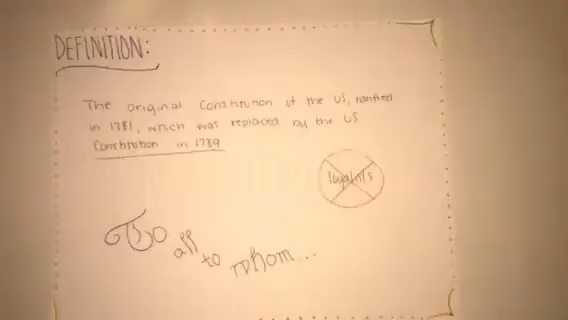 DEFINITION:
The original Constitution of the US, ratified
in 1781, which was replaced by the US
Constitution in 1789
loyalists
To all to whom...